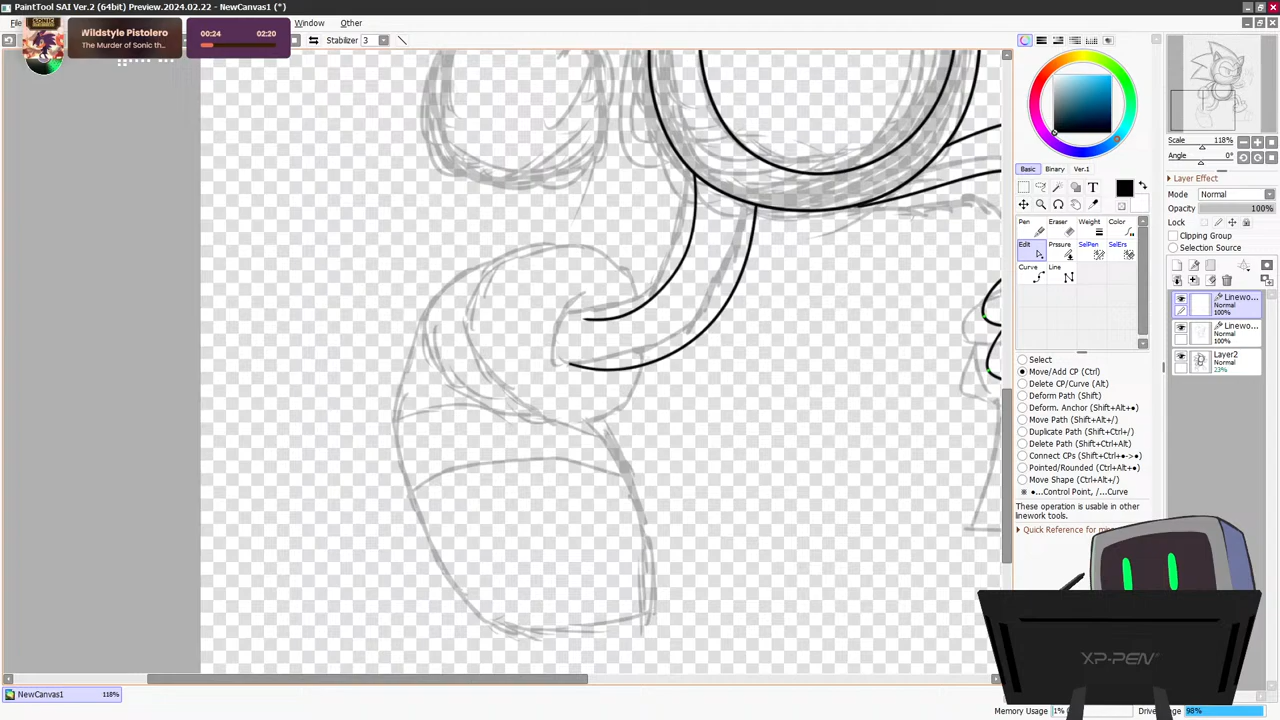 PaintTool SAI Ver.2 (64bit) Preview.2024.02.22 - NewCanvas1 (*)
Window Other
SONIC
Wildstyle Pistolero
The Murder of Sonic th...
00:24 02:20
Stabilizer 3
Basic Binary Ver.1
Pen Eraser Weight Color
Edit Prssure SelPen SelErs
Curve Line
Select
Move/Add CP (Ctrl)
Delete CP/Curve (Alt)
Deform Path (Shift)
Deform. Anchor (Shift+Alt+●)
Move Path (Shift+Alt+/)
Duplicate Path (Shift+Ctrl+/)
Delete Path (Shift+Ctrl+Alt)
Connect CPs (Shift+Ctrl+●->●)
Pointed/Rounded (Ctrl+Alt+●)
Move Shape (Ctrl+Alt+/)
※ ●...Control Point, /...Curve
These operation is usable in other
linework tools.
Quick Reference for
Scale 118%
Angle 0°
Layer Effect
Mode Normal
Opacity 100%
Lock
Clipping Group
Selection Source
Linewo...
Normal
100%
Linewo...
Normal
100%
Layer2
Normal
23%
XP-PEN
NewCanvas1 118%
Memory Usage 1%
98%